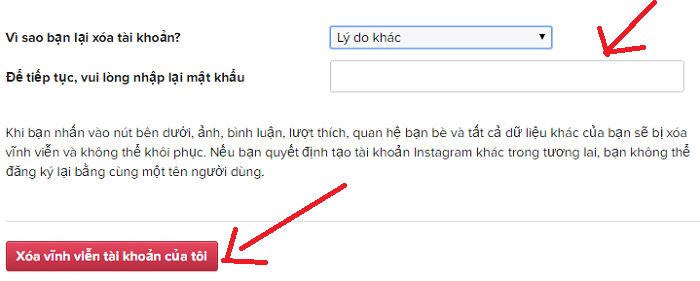 Vì sao bạn lại xóa tài khoản?
Lý do khác
Để tiếp tục, vui lòng nhập lại mật khẩu
Khi bạn nhấn vào nút bên dưới, ảnh, bình luận, lượt thích, quan hệ bạn bè và tất cả dữ liệu khác của bạn sẽ bị xóa
vĩnh viễn và không thể khôi phục. Nếu bạn quyết định tạo tài khoản Instagram khác trong tương lai, bạn không thể
đăng ký lại bằng cùng một tên người dùng.
Xóa vĩnh viễn tài khoản của tôi